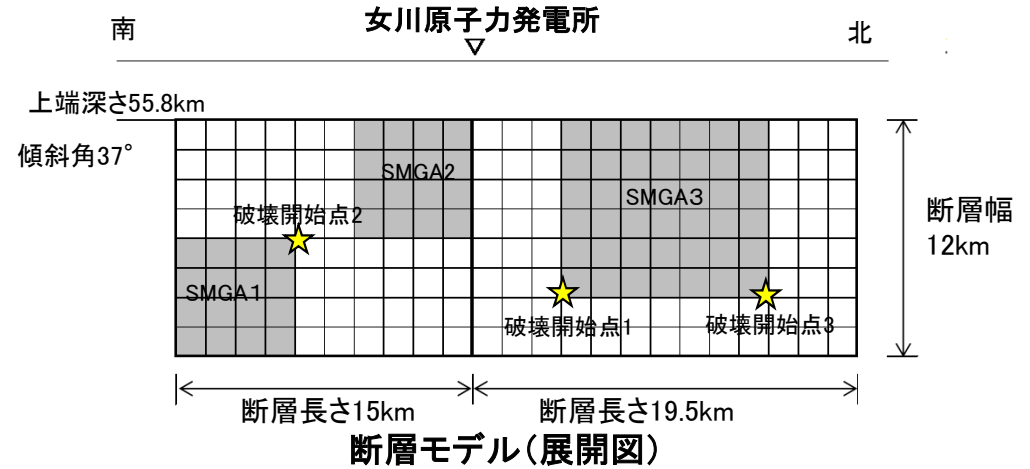 女川原子力発電所
南
北
上端深さ55.8km
傾斜角37°
SMGA2
SMGA3
破壊開始点2
断層幅
12km
SMGA1
破壊開始点1
破壊開始点3
断層長さ15km
断層長さ19.5km
断層モデル(展開図)